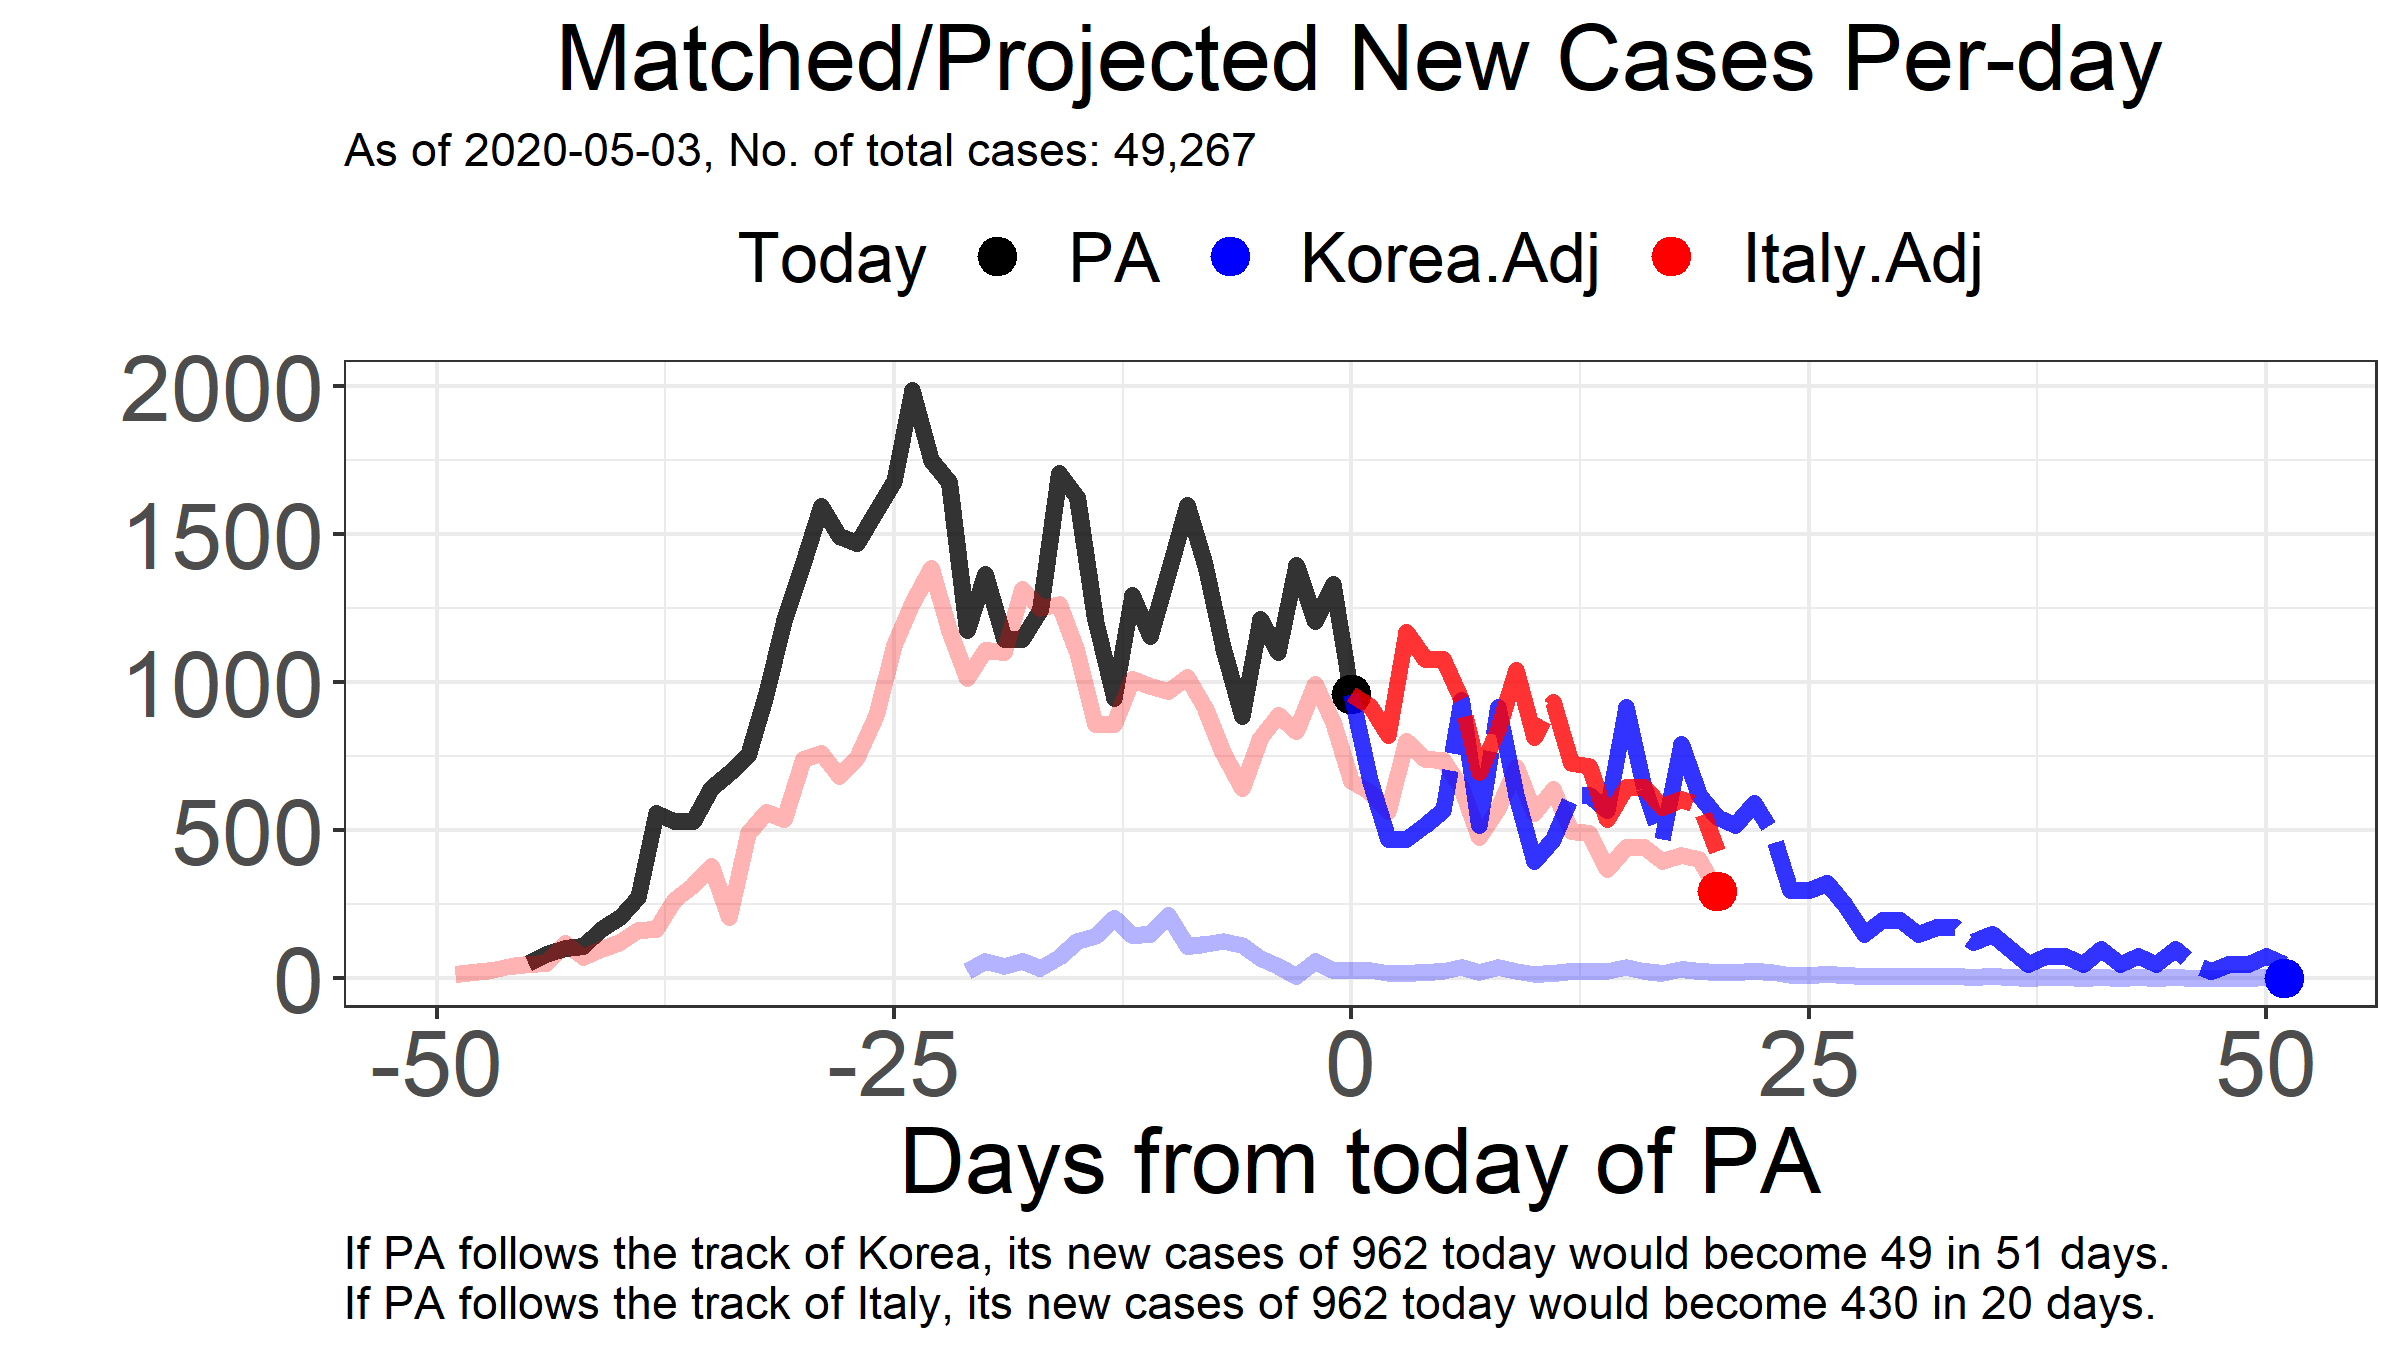 Matched/Projected New Cases Per-day
As of 2020-05-03, No. of total cases: 49,267
Today PA Korea.Adj Italy.Adj
2000
1500
1000
500
0
-50 -25 0 25 50
Days from today of PA
If PA follows the track of Korea, its new cases of 962 today would become 49 in 51 days.
If PA follows the track of Italy, its new cases of 962 today would become 430 in 20 days.